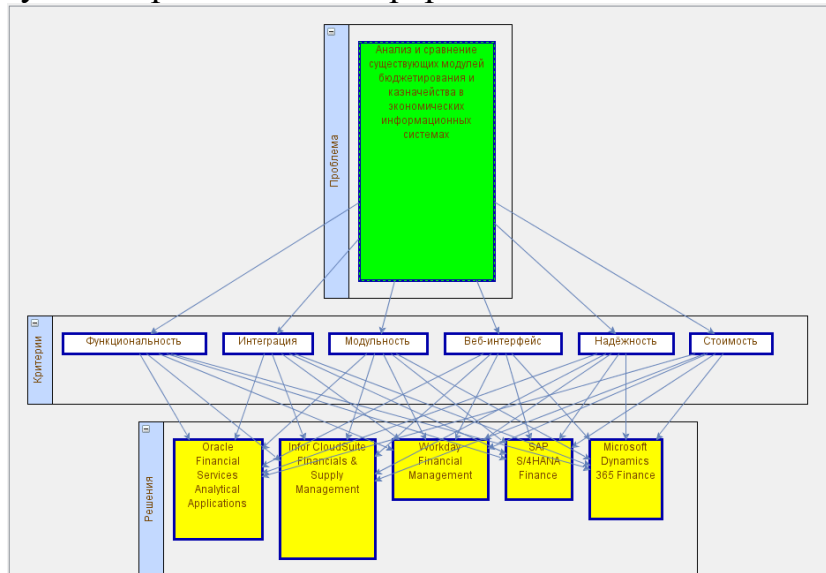 Анализ и сравнение
существующих модулей
бюджетирования и
казначейства в
экономических
информационных
системах
Проблема
Критерии
Функциональность
Интеграция
Модульность
Веб-интерфейс
Надёжность
Стоимость
Решения
Oracle
Financial
Services
Analytical
Applications
Infor CloudSuite
Financials &
Supply
Management
Workday
Financial
Management
SAP
S/4HANA
Finance
Microsoft
Dynamics
365 Finance